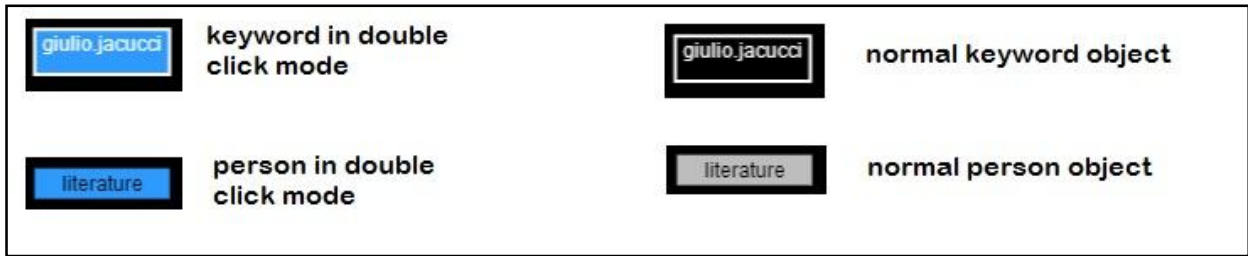 giulio.jacucci
keyword in double
click mode
giulio.jacucci
normal keyword object
literature
person in double
click mode
literature
normal person object